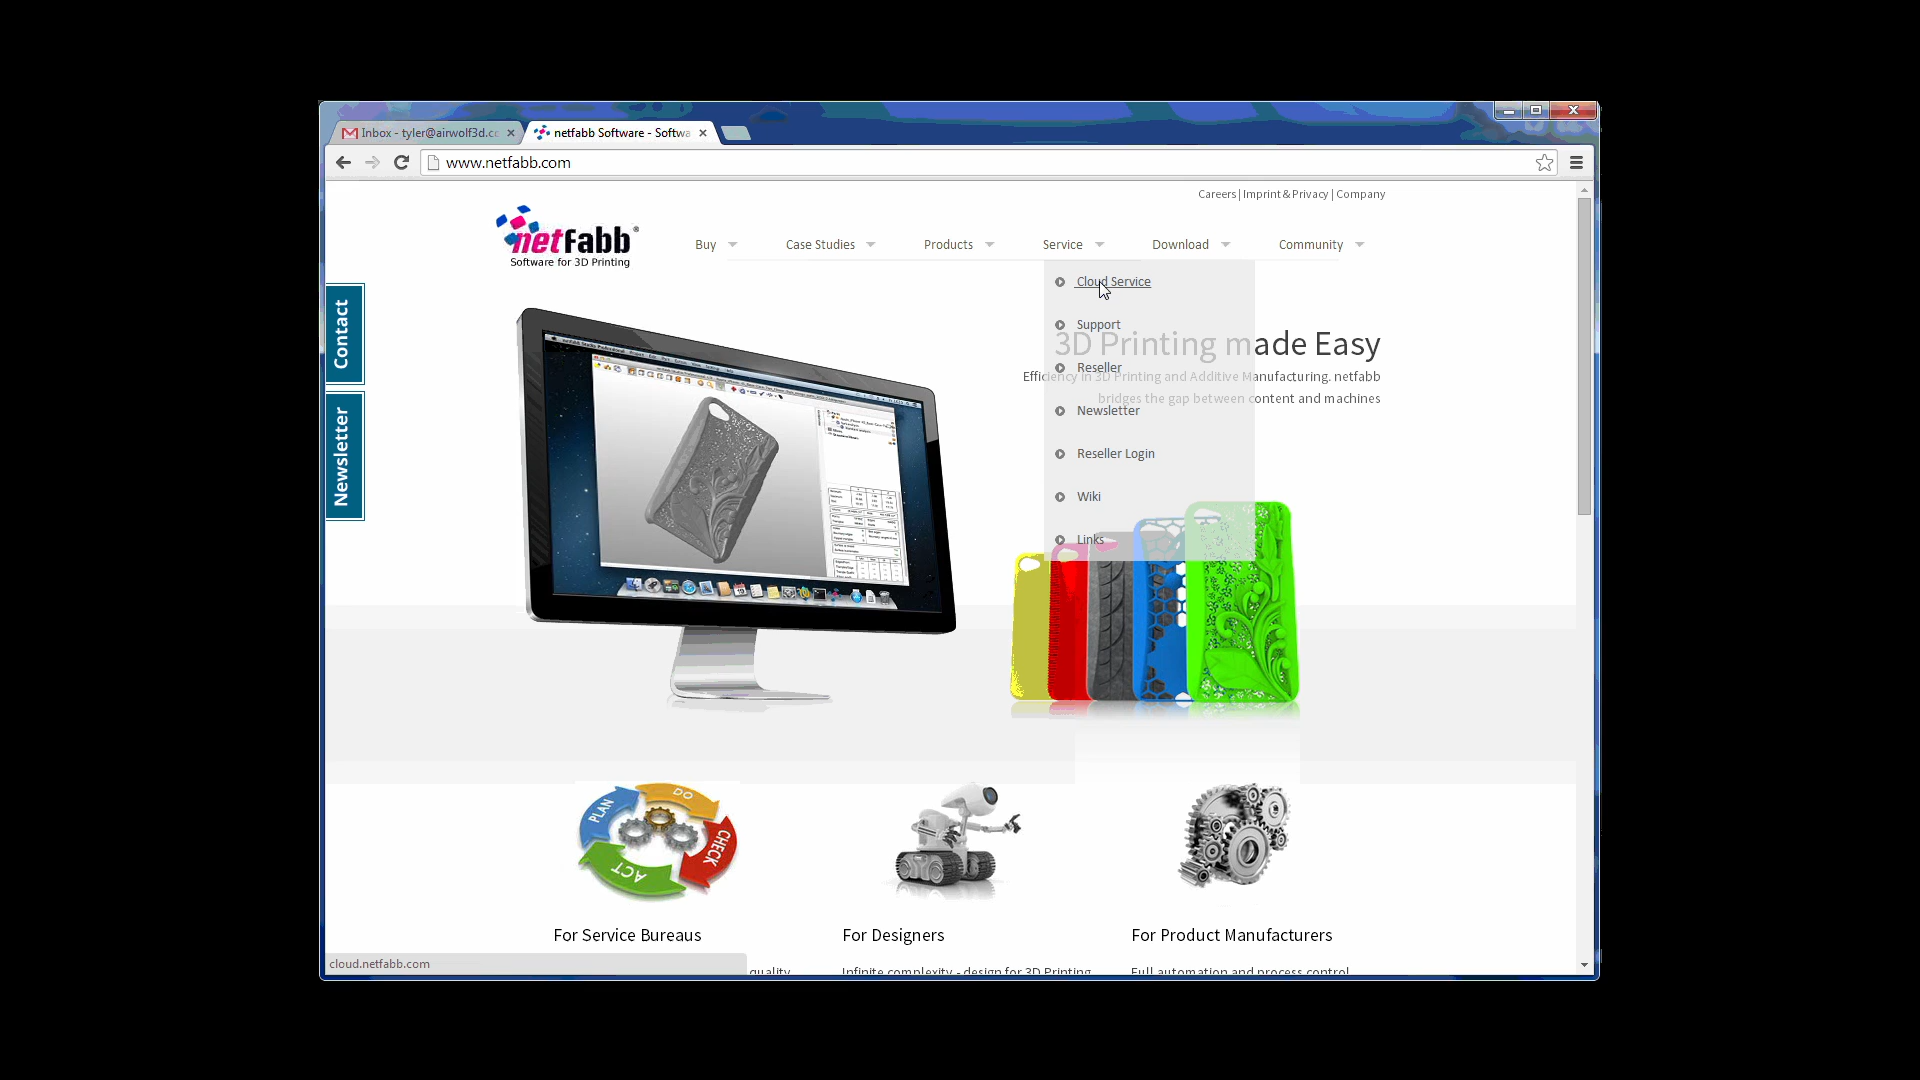 Inbox - tyler@airwolf3d.cc
netfabb Software - Softwa
www.netfabb.com
Careers | Imprint & Privacy | Company
netfabb®
Software for 3D Printing
Buy
Case Studies
Products
Service
Download
Community
Cloud Service
Support
Reseller
Newsletter
Reseller Login
Wiki
Links
Contact
Newsletter
3D Printing made Easy
Efficiency in 3D Printing and Additive Manufacturing. netfabb
bridges the gap between content and machines
PLAN
DO
CHECK
ACT
For Service Bureaus
For Designers
For Product Manufacturers
quality
Infinite complexity - design for 3D Printing
Full automation and process control
cloud.netfabb.com